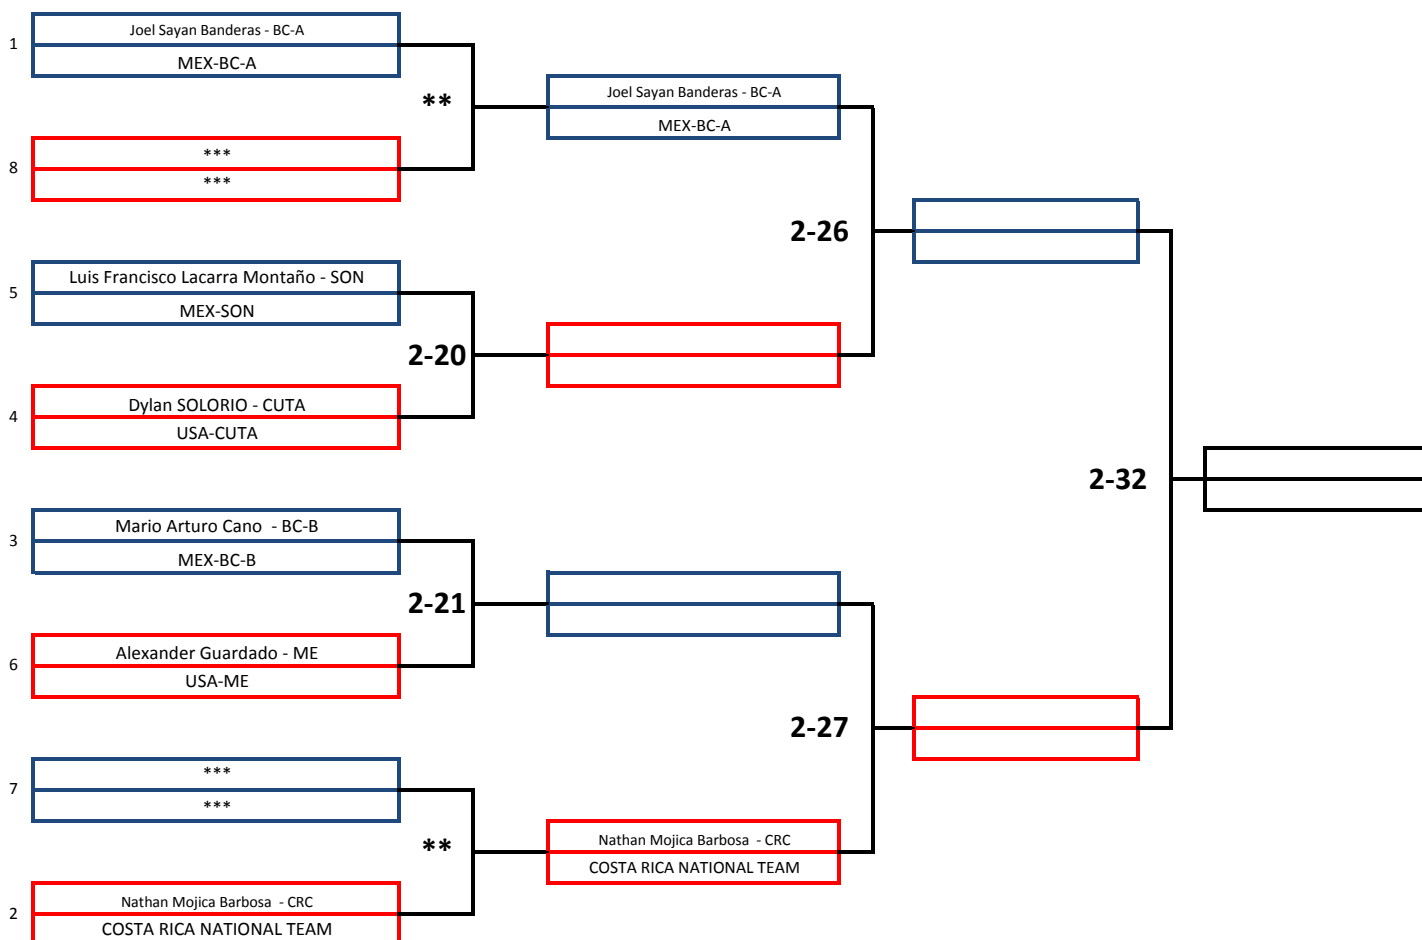 Joel Sayan Banderas - BC-A
1
MEX-BC-A
**
Joel Sayan Banderas - BC-A
MEX-BC-A
***
8
***
2-26
Luis Francisco Lacarra Montaño - SON
5
MEX-SON
2-20
Dylan SOLORIO - CUTA
4
USA-CUTA
2-32
Mario Arturo Cano - BC-B
3
MEX-BC-B
2-21
Alexander Guardado - ME
6
USA-ME
2-27
***
7
***
**
Nathan Mojica Barbosa - CRC
COSTA RICA NATIONAL TEAM
Nathan Mojica Barbosa - CRC
2
COSTA RICA NATIONAL TEAM